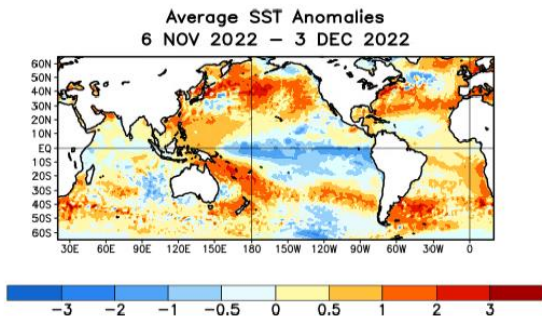 Average SST Anomalies
6 NOV 2022 – 3 DEC 2022
60N
50N
40N
30N
20N
10N
EQ
10S
20S
30S
40S
50S
60S
30E 60E 90E 120E 150E 180 150W 120W 90W 60W 30W 0
-3 -2 -1 -0.5 0 0.5 1 2 3